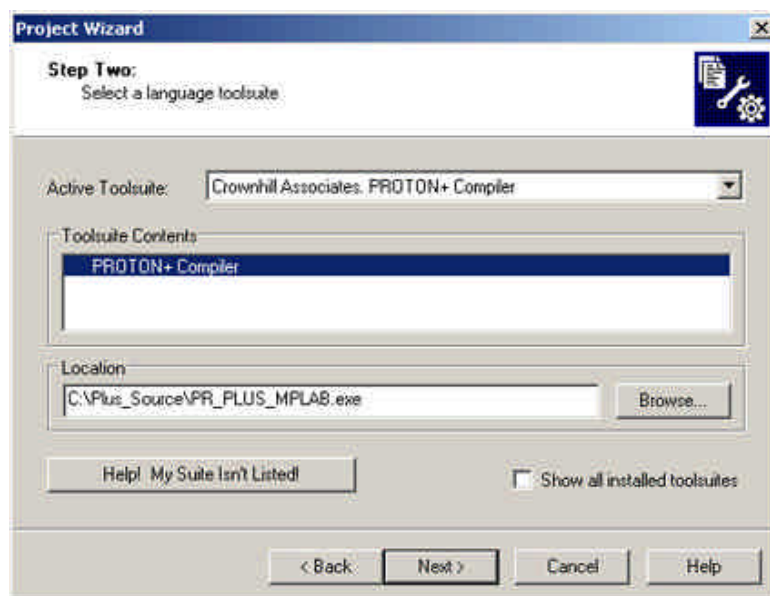 Project Wizard
Step Two:
Select a language toolsuite
Active Toolsuite: Crownhill Associates. PROTON+ Compiler
Toolsuite Contents
PROTON+ Compiler
Location
C:\Plus_Source\PR_PLUS_MPLAB.exe Browse...
Help! My Suite Isn't Listed! Show all installed toolsuites
< Back Next > Cancel Help